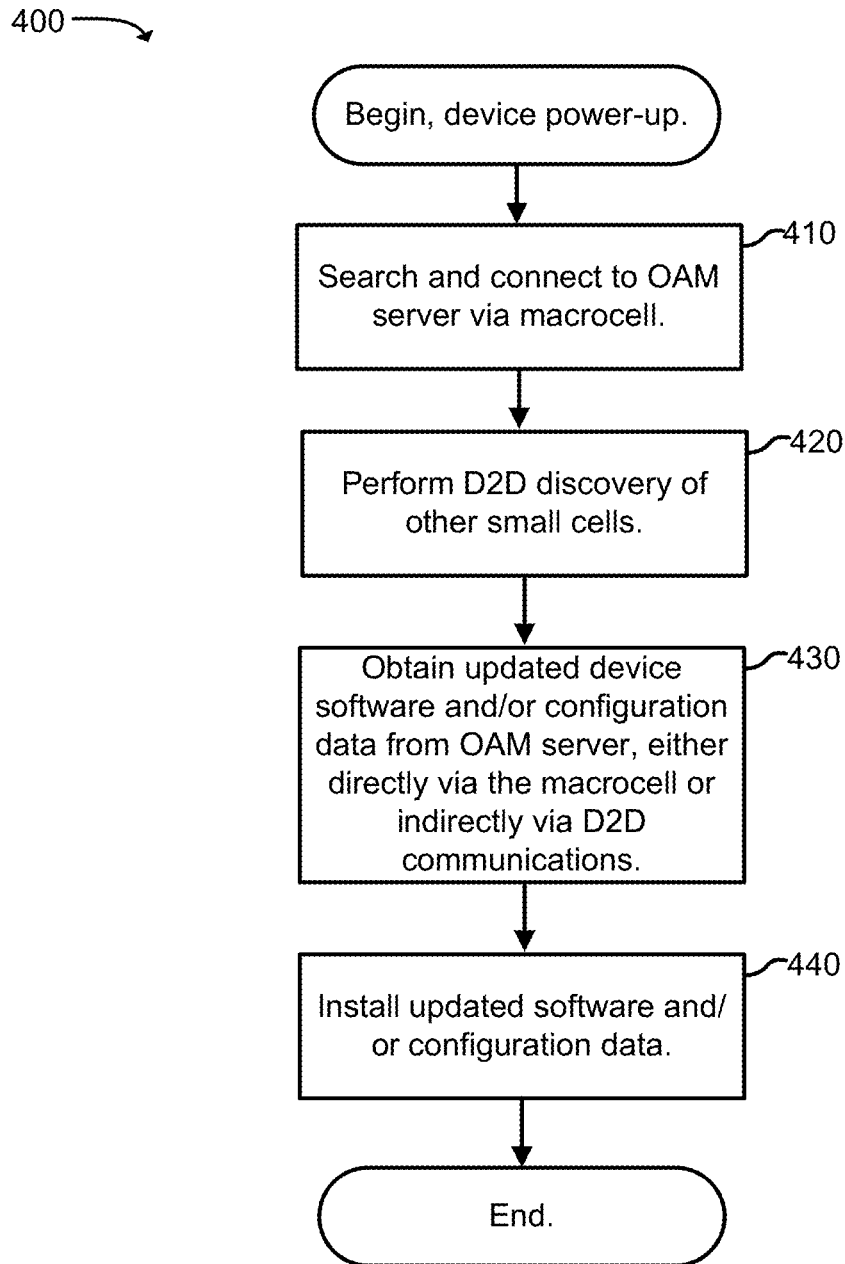 400
Begin, device power-up.
410
Search and connect to OAM
server via macrocell.
420
Perform D2D discovery of
other small cells.
430
Obtain updated device
software and/or configuration
data from OAM server, either
directly via the macrocell or
indirectly via D2D
communications.
440
Install updated software and/
or configuration data.
End.